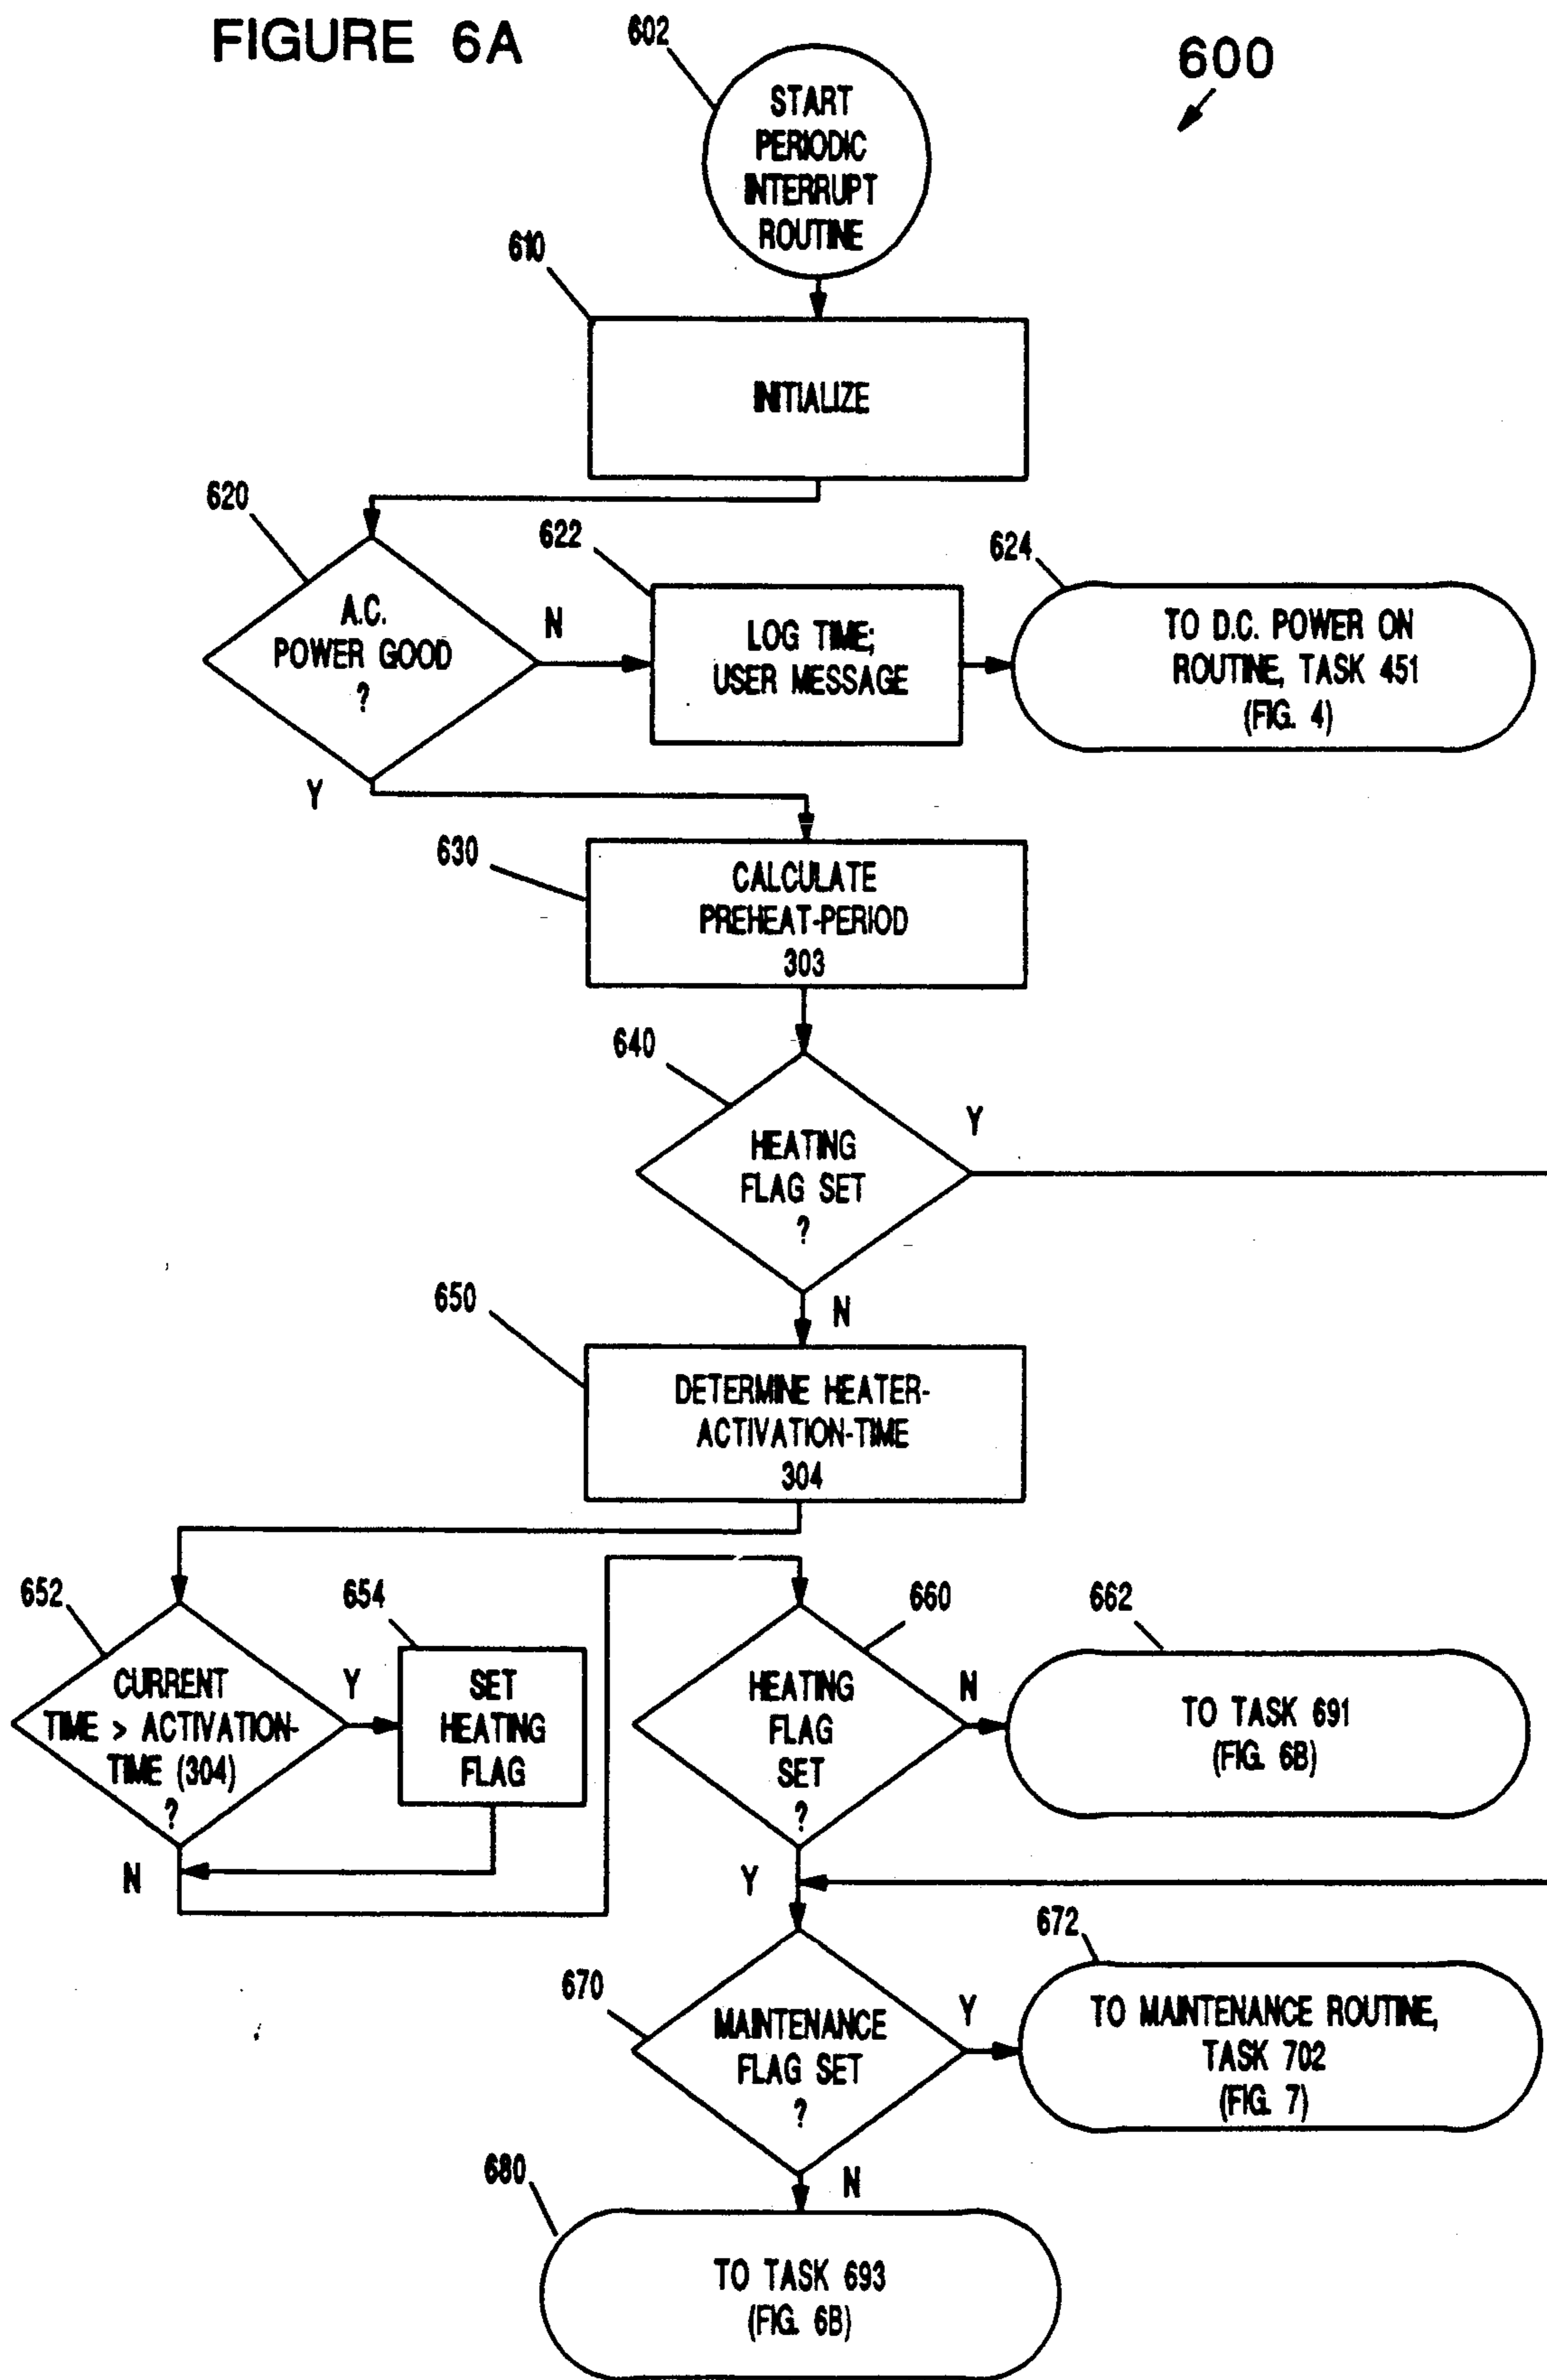 FIGURE 6A
602
600
START
PERIODIC
INTERRUPT
ROUTINE
610
INITIALIZE
620
A.C.
POWER GOOD
?
N
Y
622
LOG TIME;
USER MESSAGE
624
TO D.C. POWER ON
ROUTINE, TASK 451
(FIG. 4)
630
CALCULATE
PREHEAT-PERIOD
303
640
HEATING
FLAG SET
?
Y
N
650
DETERMINE HEATER-
ACTIVATION-TIME
304
652
CURRENT
TIME > ACTIVATION-
TIME (304)
?
Y
N
654
SET
HEATING
FLAG
660
HEATING
FLAG
SET
?
N
Y
662
TO TASK 691
(FIG. 6B)
670
MAINTENANCE
FLAG SET
?
Y
N
672
TO MAINTENANCE ROUTINE,
TASK 702
(FIG. 7)
680
TO TASK 693
(FIG. 6B)